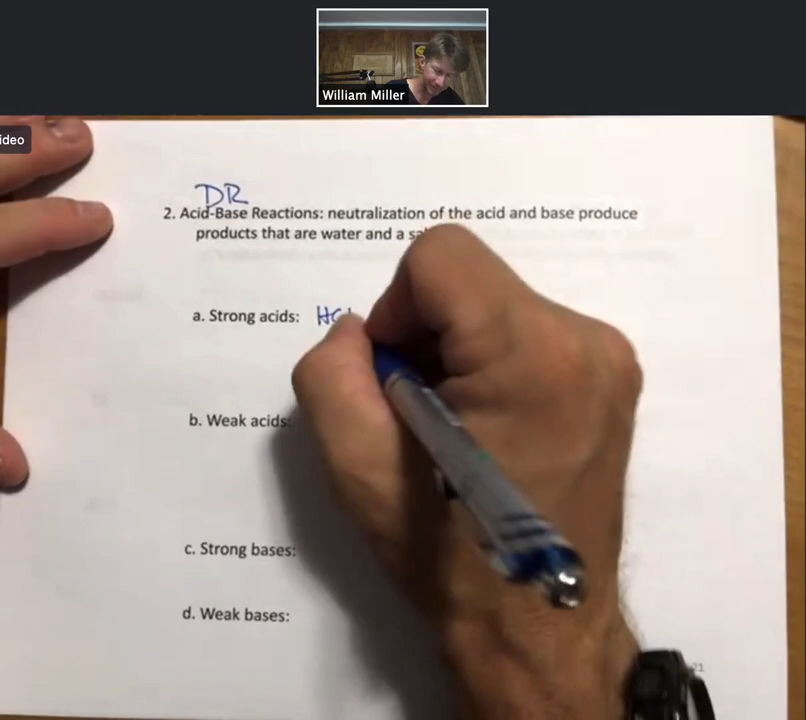 William Miller
ideo
DR
2. Acid-Base Reactions: neutralization of the acid and base produce
products that are water and a
a. Strong acids:
b. Weak acids:
c. Strong bases:
d. Weak bases:
21